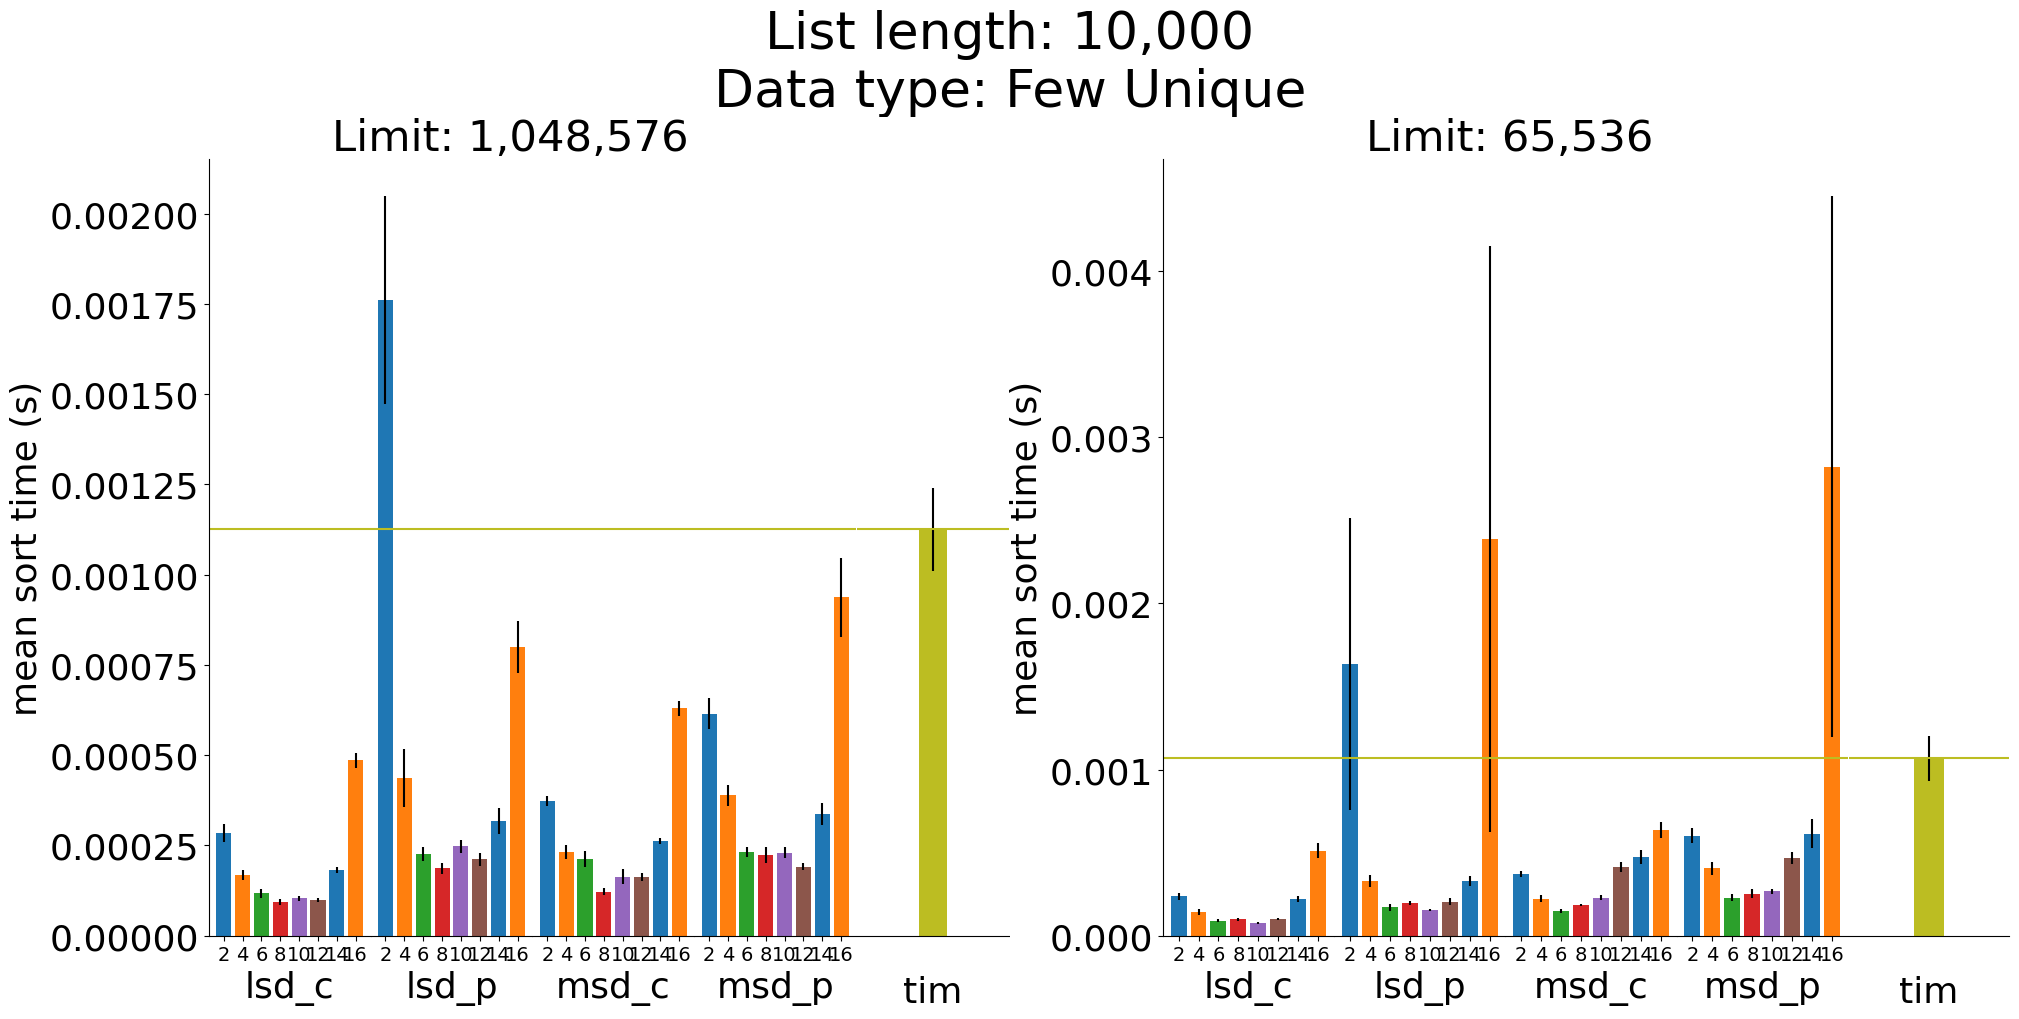 List length: 10,000
Data type: Few Unique
Limit: 1,048,576
mean sort time (s)
0.00200
0.00175
0.00150
0.00125
0.00100
0.00075
0.00050
0.00025
0.00000
2 4 6 8 10 12 14 16
2 4 6 8 10 12 14 16
2 4 6 8 10 12 14 16
2 4 6 8 10 12 14 16
lsd_c
lsd_p
msd_c
msd_p
tim
Limit: 65,536
mean sort time (s)
0.004
0.003
0.002
0.001
0.000
2 4 6 8 10 12 14 16
2 4 6 8 10 12 14 16
2 4 6 8 10 12 14 16
2 4 6 8 10 12 14 16
lsd_c
lsd_p
msd_c
msd_p
tim